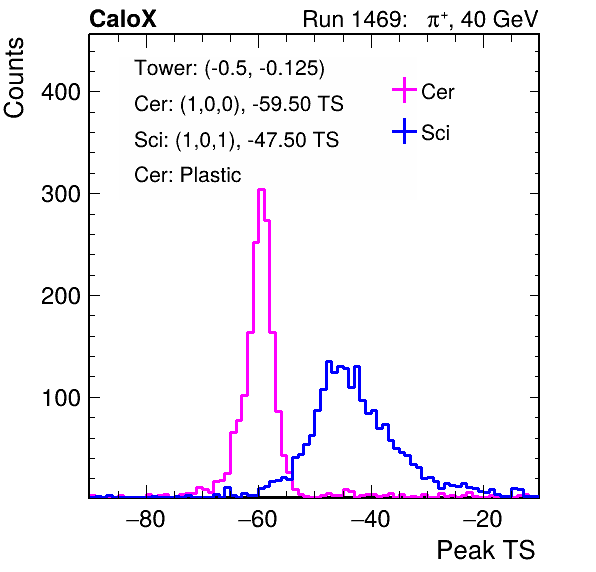 CaloX Run 1469: π⁺, 40 GeV
Tower: (-0.5, -0.125)
Cer: (1,0,0), -59.50 TS
Sci: (1,0,1), -47.50 TS
Cer: Plastic
Cer
Sci
Counts
400
300
200
100
−80 −60 −40 −20
Peak TS